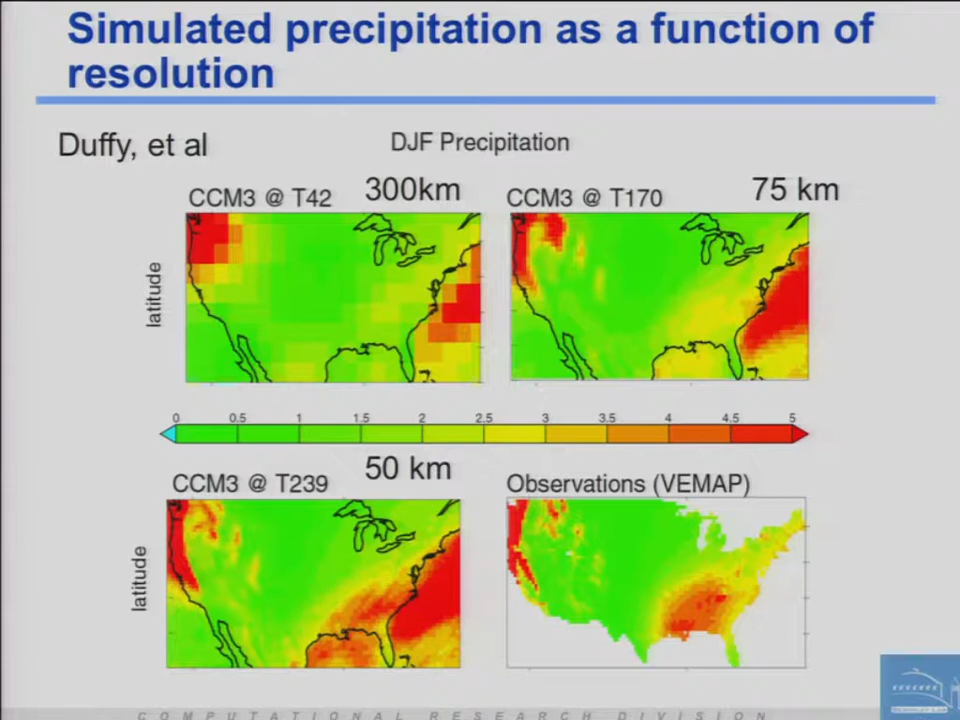 Simulated precipitation as a function of
resolution
Duffy, et al
DJF Precipitation
CCM3 @ T42
300km
CCM3 @ T170
75 km
latitude
0 0.5 1 1.5 2 2.5 3 3.5 4 4.5 5
CCM3 @ T239
50 km
Observations (VEMAP)
latitude
COMPUTATIONAL RESEARCH DIVISION